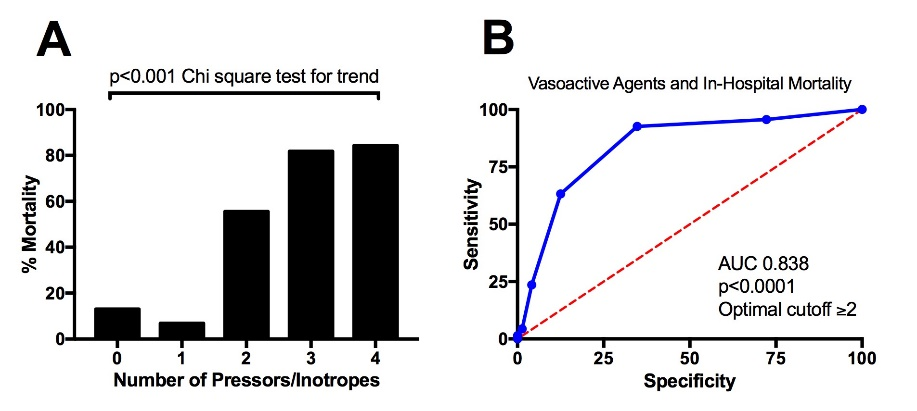 A
p<0.001 Chi square test for trend
100
80
60
40
20
0
% Mortality
0 1 2 3 4
Number of Pressors/Inotropes
B
Vasoactive Agents and In-Hospital Mortality
100
75
50
25
0
Sensitivity
AUC 0.838
p<0.0001
Optimal cutoff ≥2
0 25 50 75 100
Specificity